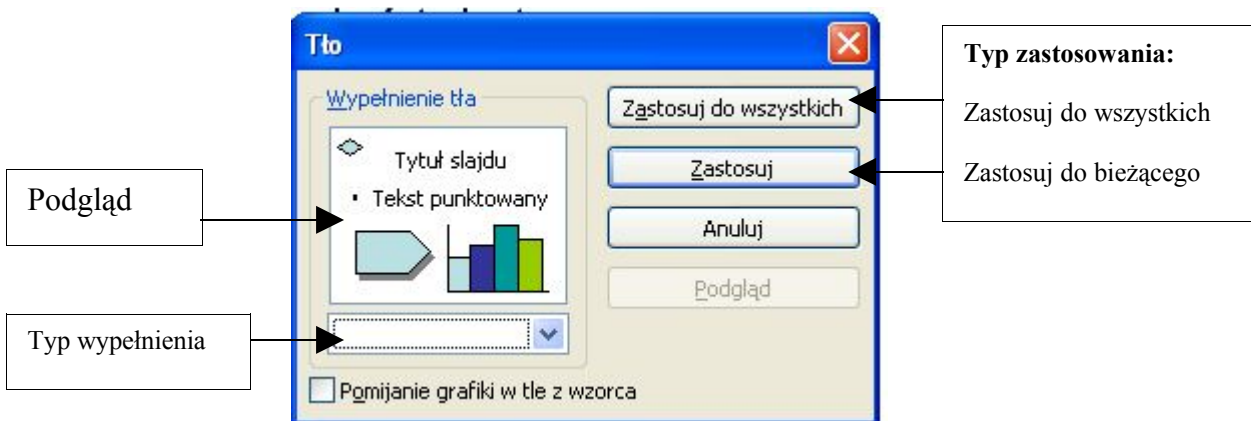 Tło
Wypełnienie tła
Tytuł slajdu
• Tekst punktowany
Pomijanie grafiki w tle z wzorca
Zastosuj do wszystkich
Zastosuj
Anuluj
Podgląd
Podgląd
Typ wypełnienia
Typ zastosowania:
Zastosuj do wszystkich
Zastosuj do bieżącego